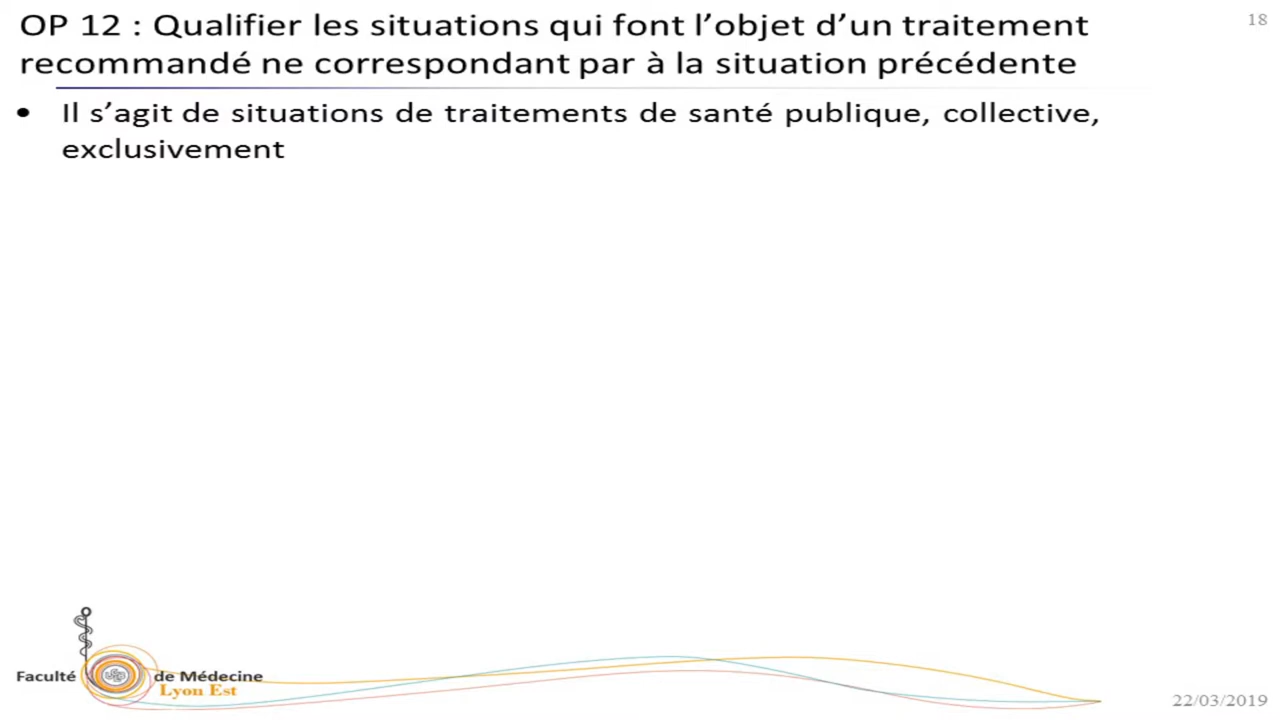 OP 12 : Qualifier les situations qui font l’objet d’un traitement
recommandé ne correspondant par à la situation précédente
18
• Il s’agit de situations de traitements de santé publique, collective,
exclusivement
Faculté de Médecine
Lyon Est
22/03/2019